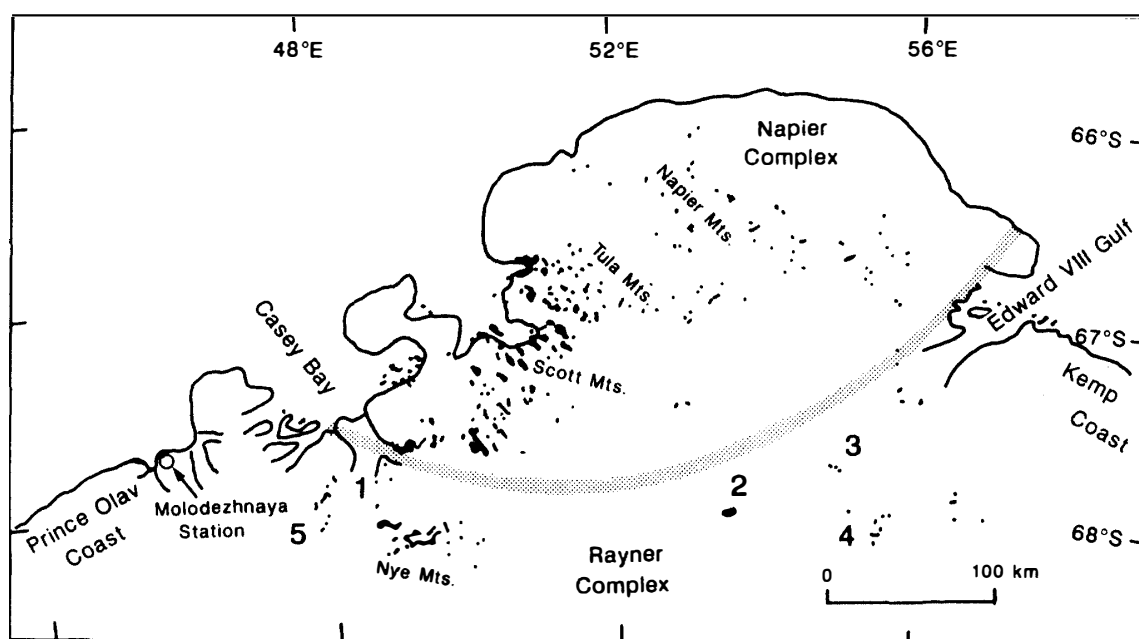 48°E
52°E
56°E
66°S
Napier
Complex
Napier Mts.
Tula Mts.
Edward VIII Gulf
Casey Bay
67°S
Scott Mts.
Kemp
Coast
3
1
2
Molodezhnaya
Station
Prince Olav
Coast
5
4
68°S
Nye Mts.
Rayner
Complex
0
100 km